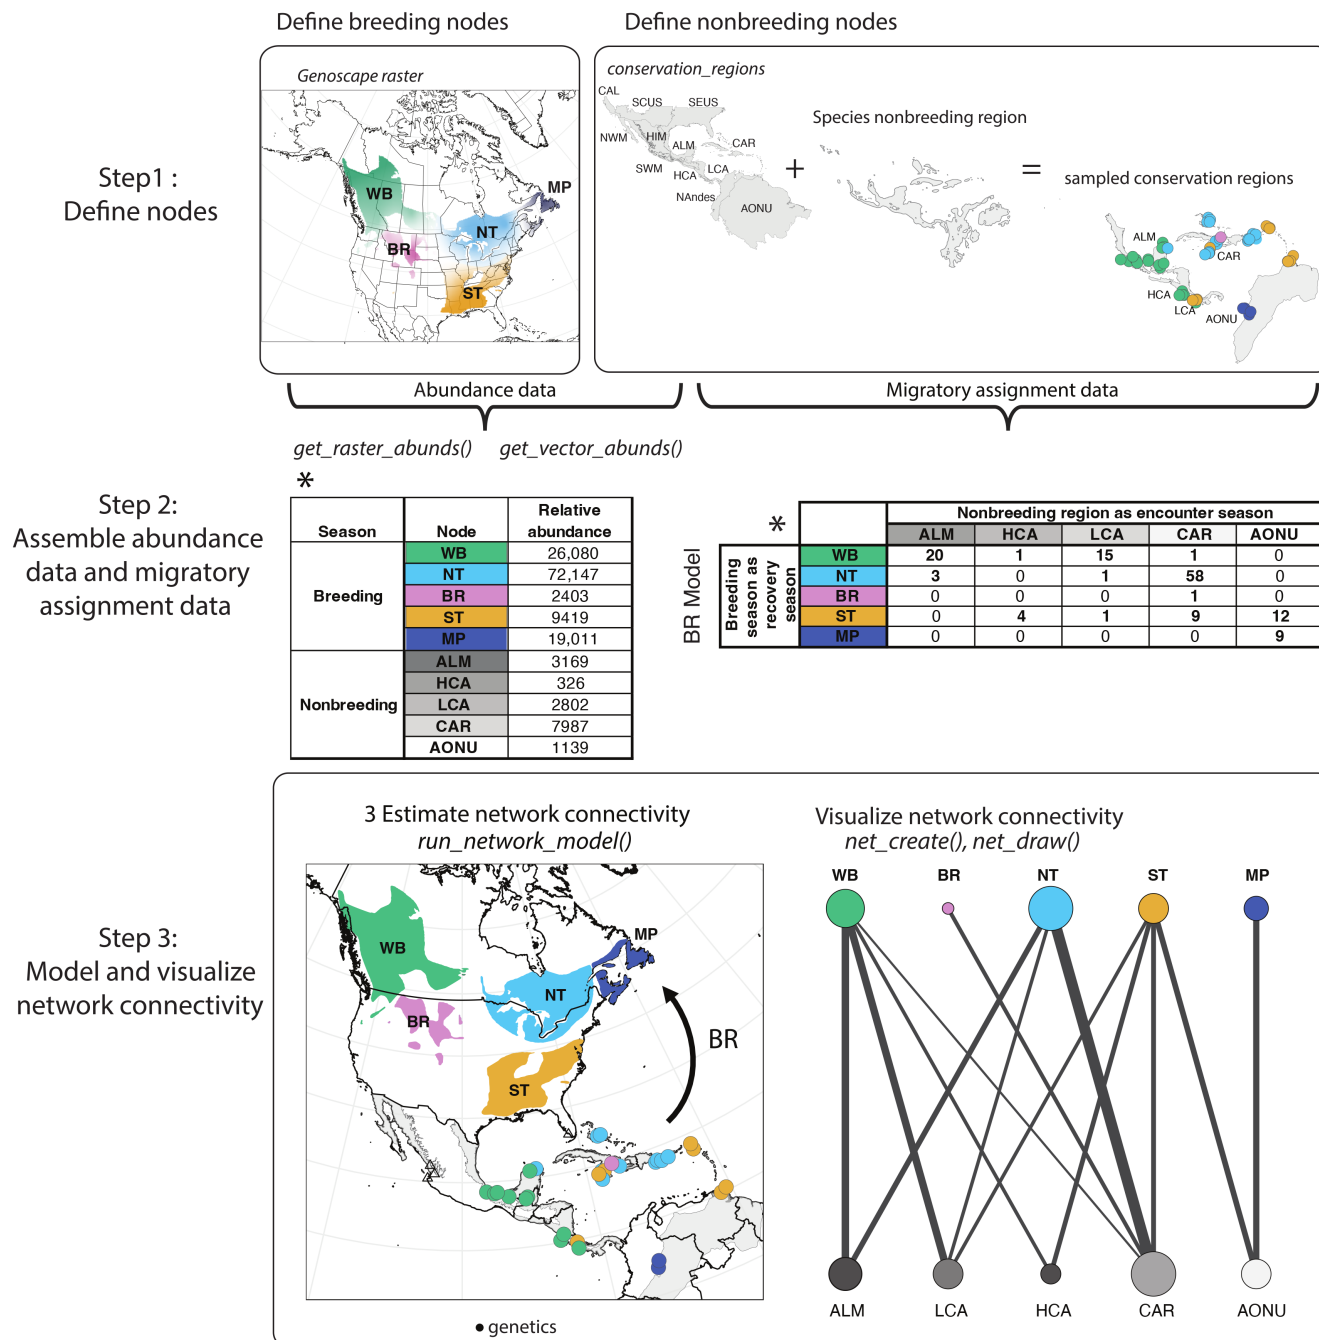 Define breeding nodes
Define nonbreeding nodes
Step1 :
Define nodes
Genoscape raster
WB
BR
NT
ST
MP
conservation_regions
CAL
SCUS
SEUS
NWM
HIM
ALM
CAR
SWM
HCA
LCA
NAndes
AONU
+
Species nonbreeding region
=
sampled conservation regions
ALM
CAR
HCA
LCA
AONU
Abundance data
Migratory assignment data
get_raster_abunds()
get_vector_abunds()
Step 2:
Assemble abundance
data and migratory
assignment data
*
Season Node Relative abundance
Breeding
WB 26,080
NT 72,147
BR 2403
ST 9419
MP 19,011
Nonbreeding
ALM 3169
HCA 326
LCA 2802
CAR 7987
AONU 1139
*
BR Model
Breeding
season as
recovery
season
Nonbreeding region as encounter season
ALM HCA LCA CAR AONU
WB 20 1 15 1 0
NT 3 0 1 58 0
BR 0 0 0 1 0
ST 0 4 1 9 12
MP 0 0 0 0 9
Step 3:
Model and visualize
network connectivity
3 Estimate network connectivity
run_network_model()
WB
BR
NT
ST
MP
BR
● genetics
Visualize network connectivity
net_create(), net_draw()
WB BR NT ST MP
ALM LCA HCA CAR AONU